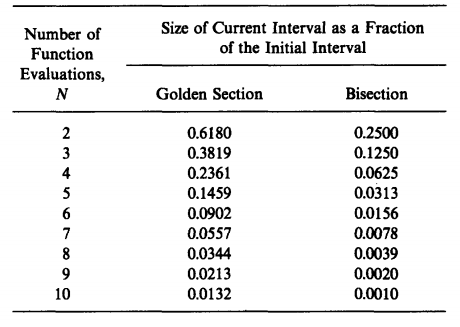 Number of
Function
Evaluations,
N
Size of Current Interval as a Fraction
of the Initial Interval
Golden Section Bisection
2 0.6180 0.2500
3 0.3819 0.1250
4 0.2361 0.0625
5 0.1459 0.0313
6 0.0902 0.0156
7 0.0557 0.0078
8 0.0344 0.0039
9 0.0213 0.0020
10 0.0132 0.0010